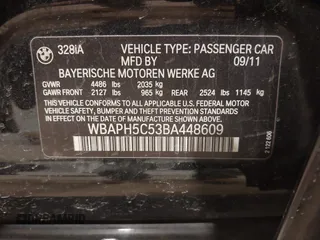 BMW
328IA VEHICLE TYPE: PASSENGER CAR
MFD BY 09/11
BAYERISCHE MOTOREN WERKE AG
GVWR 4486 lbs 2035 kg
GAWR FRONT 2127 lbs 965 kg REAR 2524 lbs 1145 kg
THIS VEHICLE CONFORMS TO ALL APPLICABLE
FEDERAL MOTOR VEHICLE SAFETY, BUMPER,
AND THEFT PREVENTION STANDARDS IN EFFECT
ON THE DATE OF MANUFACTURE SHOWN ABOVE.
WBAPH5C53BA448609